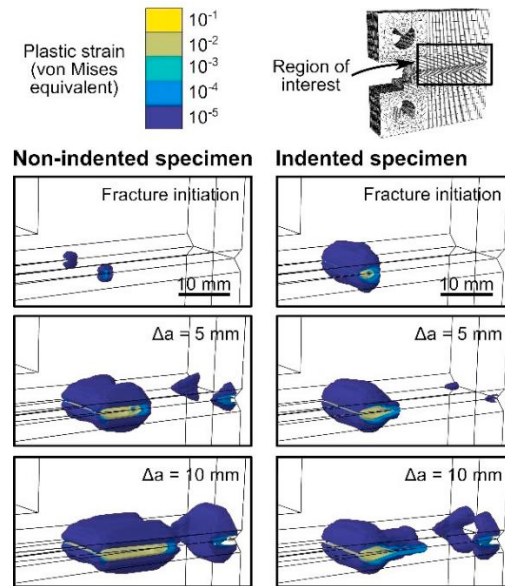 Plastic strain
(von Mises
equivalent)
10⁻¹
10⁻²
10⁻³
10⁻⁴
10⁻⁵
Region of
interest
Non-indented specimen
Indented specimen
Fracture initiation
10 mm
Fracture initiation
10 mm
Δa = 5 mm
Δa = 5 mm
Δa = 10 mm
Δa = 10 mm